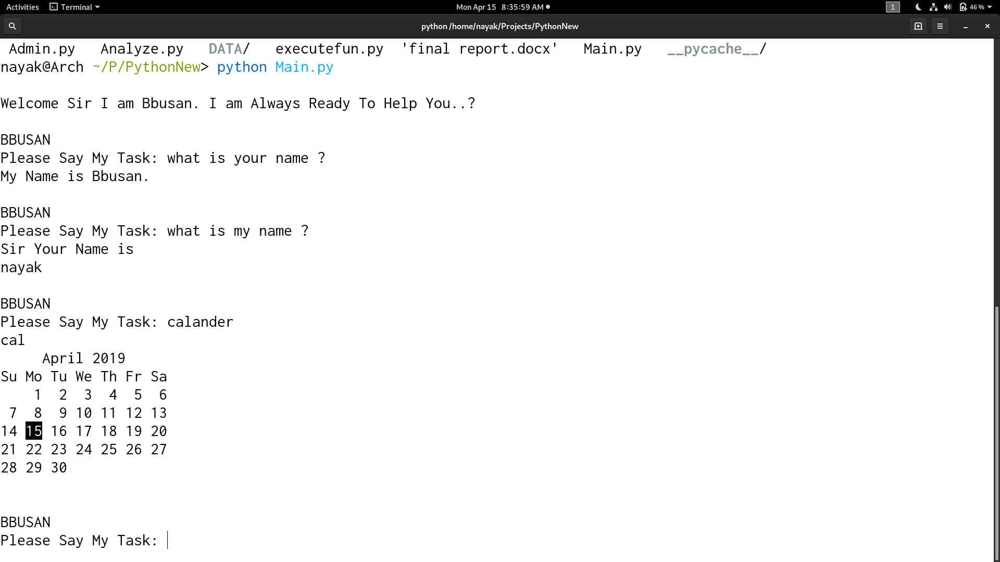 Activities Terminal Mon Apr 15 8:35:59 AM 1 46 %
python /home/nayak/Projects/PythonNew
Admin.py Analyze.py DATA/ executefun.py 'final report.docx' Main.py __pycache__/
nayak@Arch ~/P/PythonNew> python Main.py
Welcome Sir I am Bbusan. I am Always Ready To Help You..?
BBUSAN
Please Say My Task: what is your name ?
My Name is Bbusan.
BBUSAN
Please Say My Task: what is my name ?
Sir Your Name is
nayak
BBUSAN
Please Say My Task: calander
cal
April 2019
Su Mo Tu We Th Fr Sa
1 2 3 4 5 6
7 8 9 10 11 12 13
14 15 16 17 18 19 20
21 22 23 24 25 26 27
28 29 30
BBUSAN
Please Say My Task: